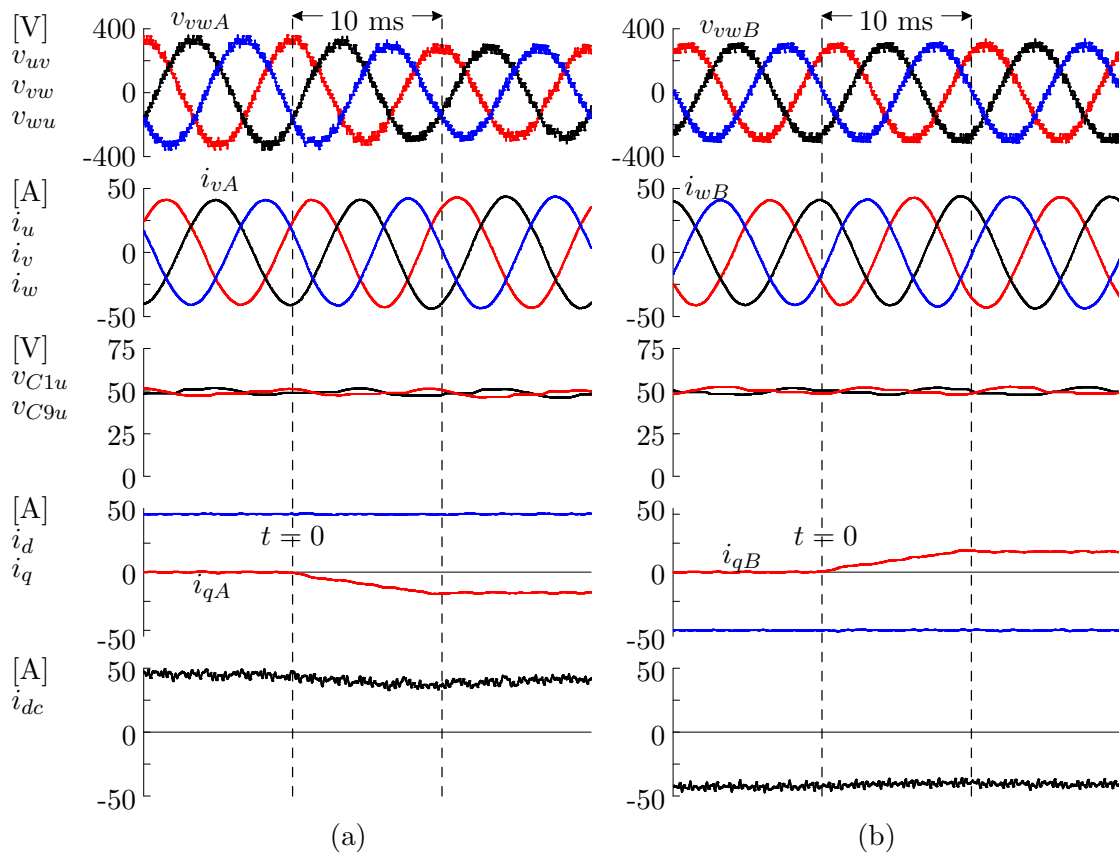 [V]
v_uv
v_vw
v_wu
400
0
-400
v_vwA
10 ms
400
0
-400
v_vwB
10 ms
[A]
i_u
i_v
i_w
50
0
-50
i_vA
50
0
-50
i_wB
[V]
v_C1u
v_C9u
75
50
25
0
75
50
25
0
[A]
i_d
i_q
50
0
-50
t = 0
i_qA
50
0
-50
t = 0
i_qB
[A]
i_dc
50
0
-50
50
0
-50
(a)
(b)